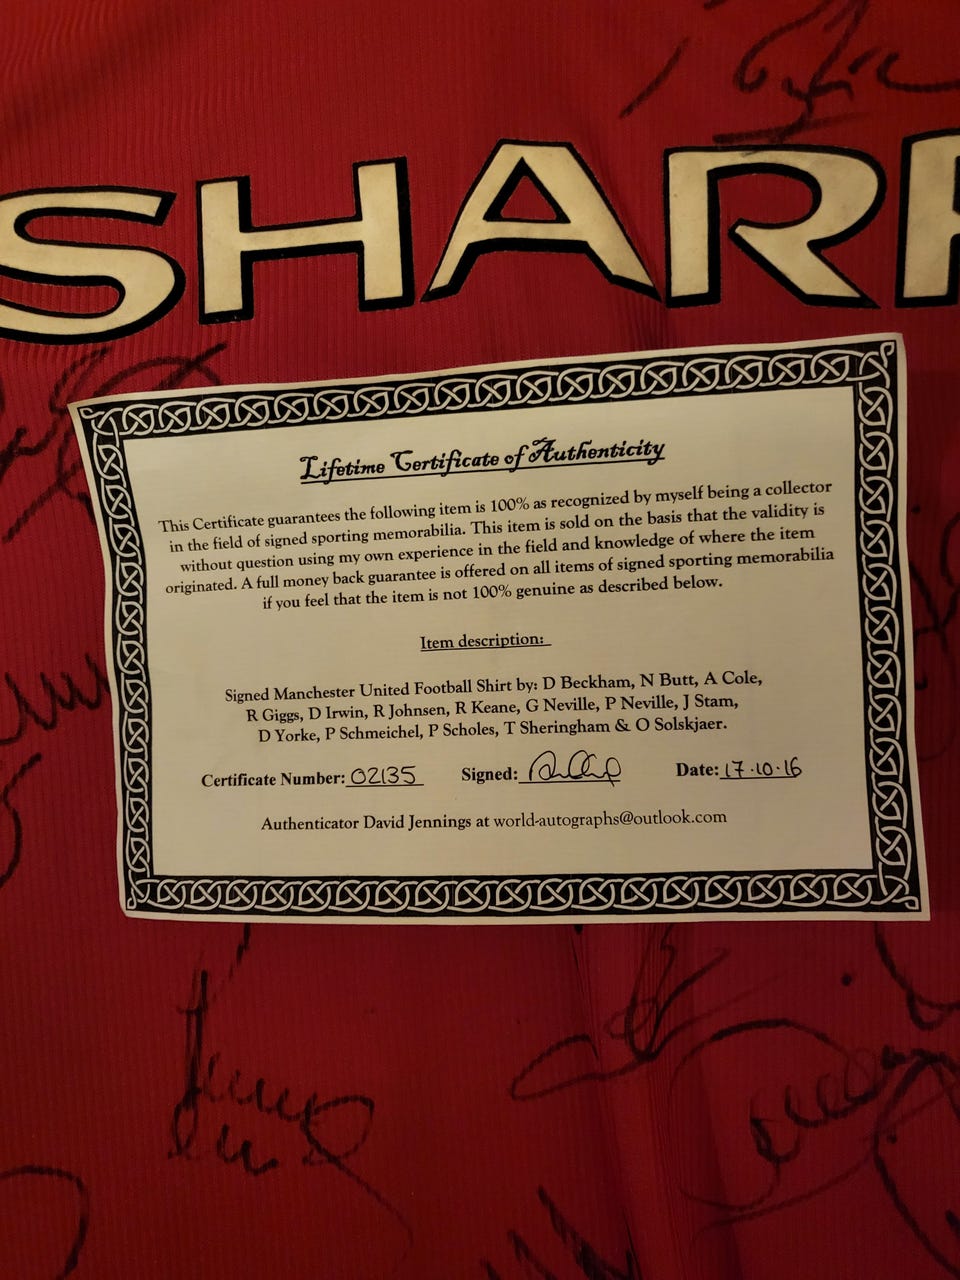 SHARP
Lifetime Certificate of Authenticity
This Certificate guarantees the following item is 100% as recognized by myself being a collector
in the field of signed sporting memorabilia. This item is sold on the basis that the validity is
without question using my own experience in the field and knowledge of where the item
originated. A full money back guarantee is offered on all items of signed sporting memorabilia
if you feel that the item is not 100% genuine as described below.
Item description:
Signed Manchester United Football Shirt by: D Beckham, N Butt, A Cole,
R Giggs, D Irwin, R Johnsen, R Keane, G Neville, P Neville, J Stam,
D Yorke, P Schmeichel, P Scholes, T Sheringham & O Solskjaer.
Certificate Number: 02135 Signed: Date: 17.10.16
Authenticator David Jennings at world-autographs@outlook.com